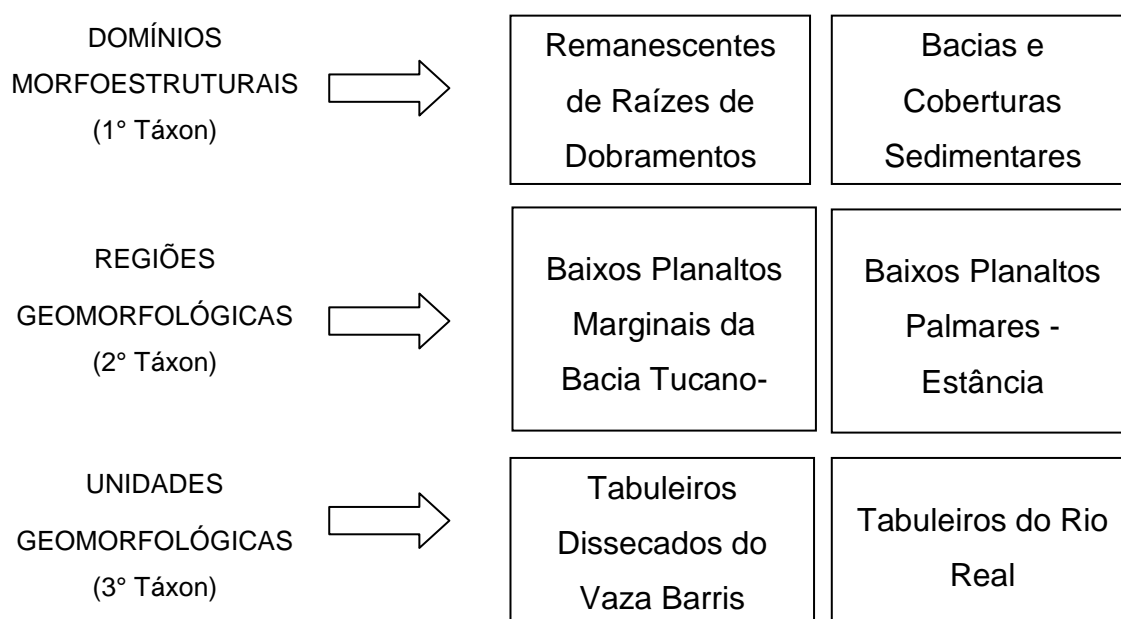 DOMÍNIOS
MORFOESTRUTURAIS
(1° Táxon)
Remanescentes
de Raízes de
Dobramentos
Bacias e
Coberturas
Sedimentares
REGIÕES
GEOMORFOLÓGICAS
(2° Táxon)
Baixos Planaltos
Marginais da
Bacia Tucano-
Baixos Planaltos
Palmares -
Estância
UNIDADES
GEOMORFOLÓGICAS
(3° Táxon)
Tabuleiros
Dissecados do
Vaza Barris
Tabuleiros do Rio
Real